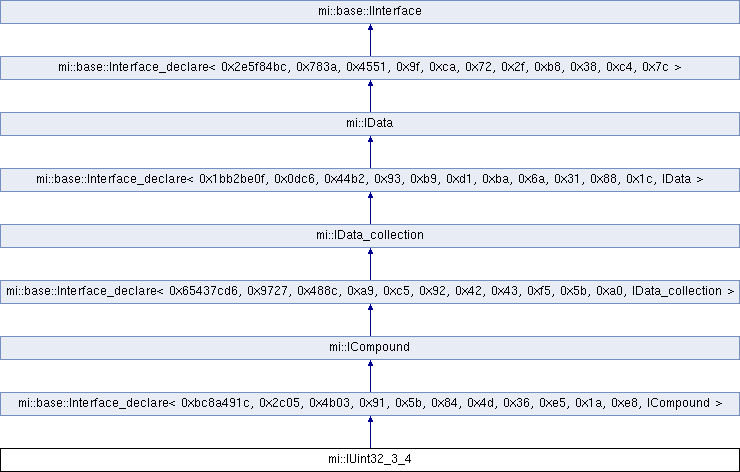 mi::base::IInterface
mi::base::Interface_declare< 0x2e5f84bc, 0x783a, 0x4551, 0x9f, 0xca, 0x72, 0x2f, 0xb8, 0x38, 0xc4, 0x7c >
mi::IData
mi::base::Interface_declare< 0x1bb2be0f, 0x0dc6, 0x44b2, 0x93, 0xb9, 0xd1, 0xba, 0x6a, 0x31, 0x88, 0x1c, IData >
mi::IData_collection
mi::base::Interface_declare< 0x65437cd6, 0x9727, 0x488c, 0xa9, 0xc5, 0x92, 0x42, 0x43, 0xf5, 0x5b, 0xa0, IData_collection >
mi::ICompound
mi::base::Interface_declare< 0xbc8a491c, 0x2c05, 0x4b03, 0x91, 0x5b, 0x84, 0x4d, 0x36, 0xe5, 0x1a, 0xe8, ICompound >
mi::IUint32_3_4